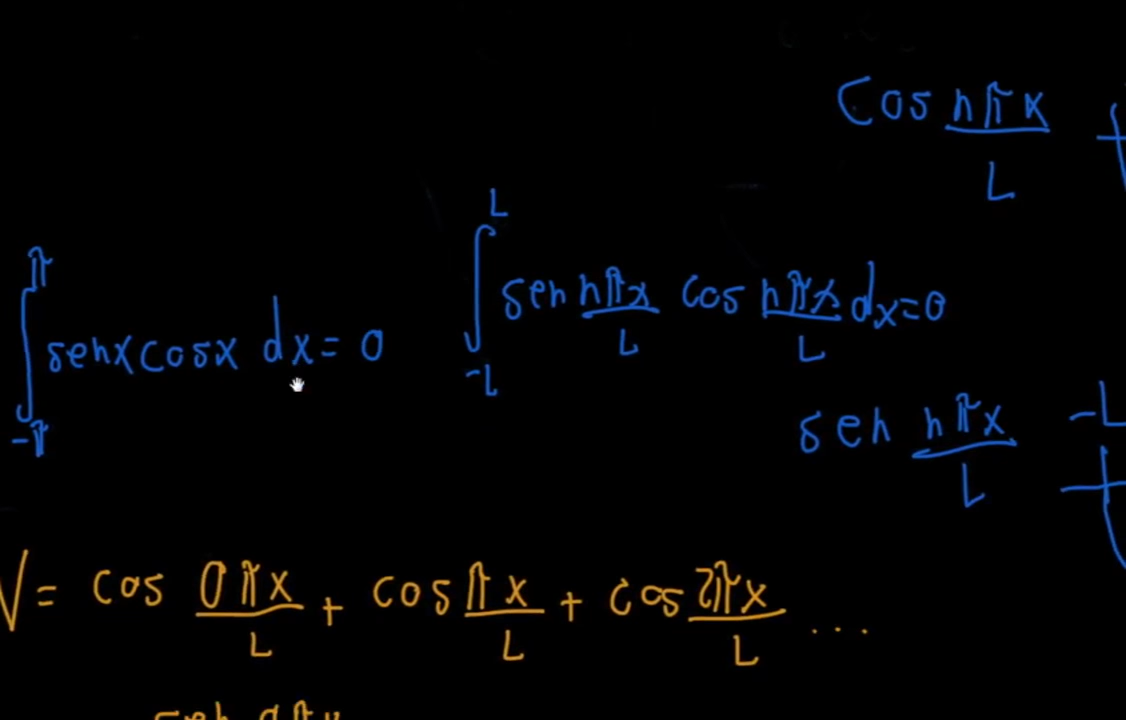 cos nπx/L
∫_{-π}^{π} senx cosx dx = 0
∫_{-L}^{L} sen nπx/L cos nπx/L dx = 0
sen nπx/L -L
V = cos 0πx/L + cos πx/L + cos 2πx/L ...